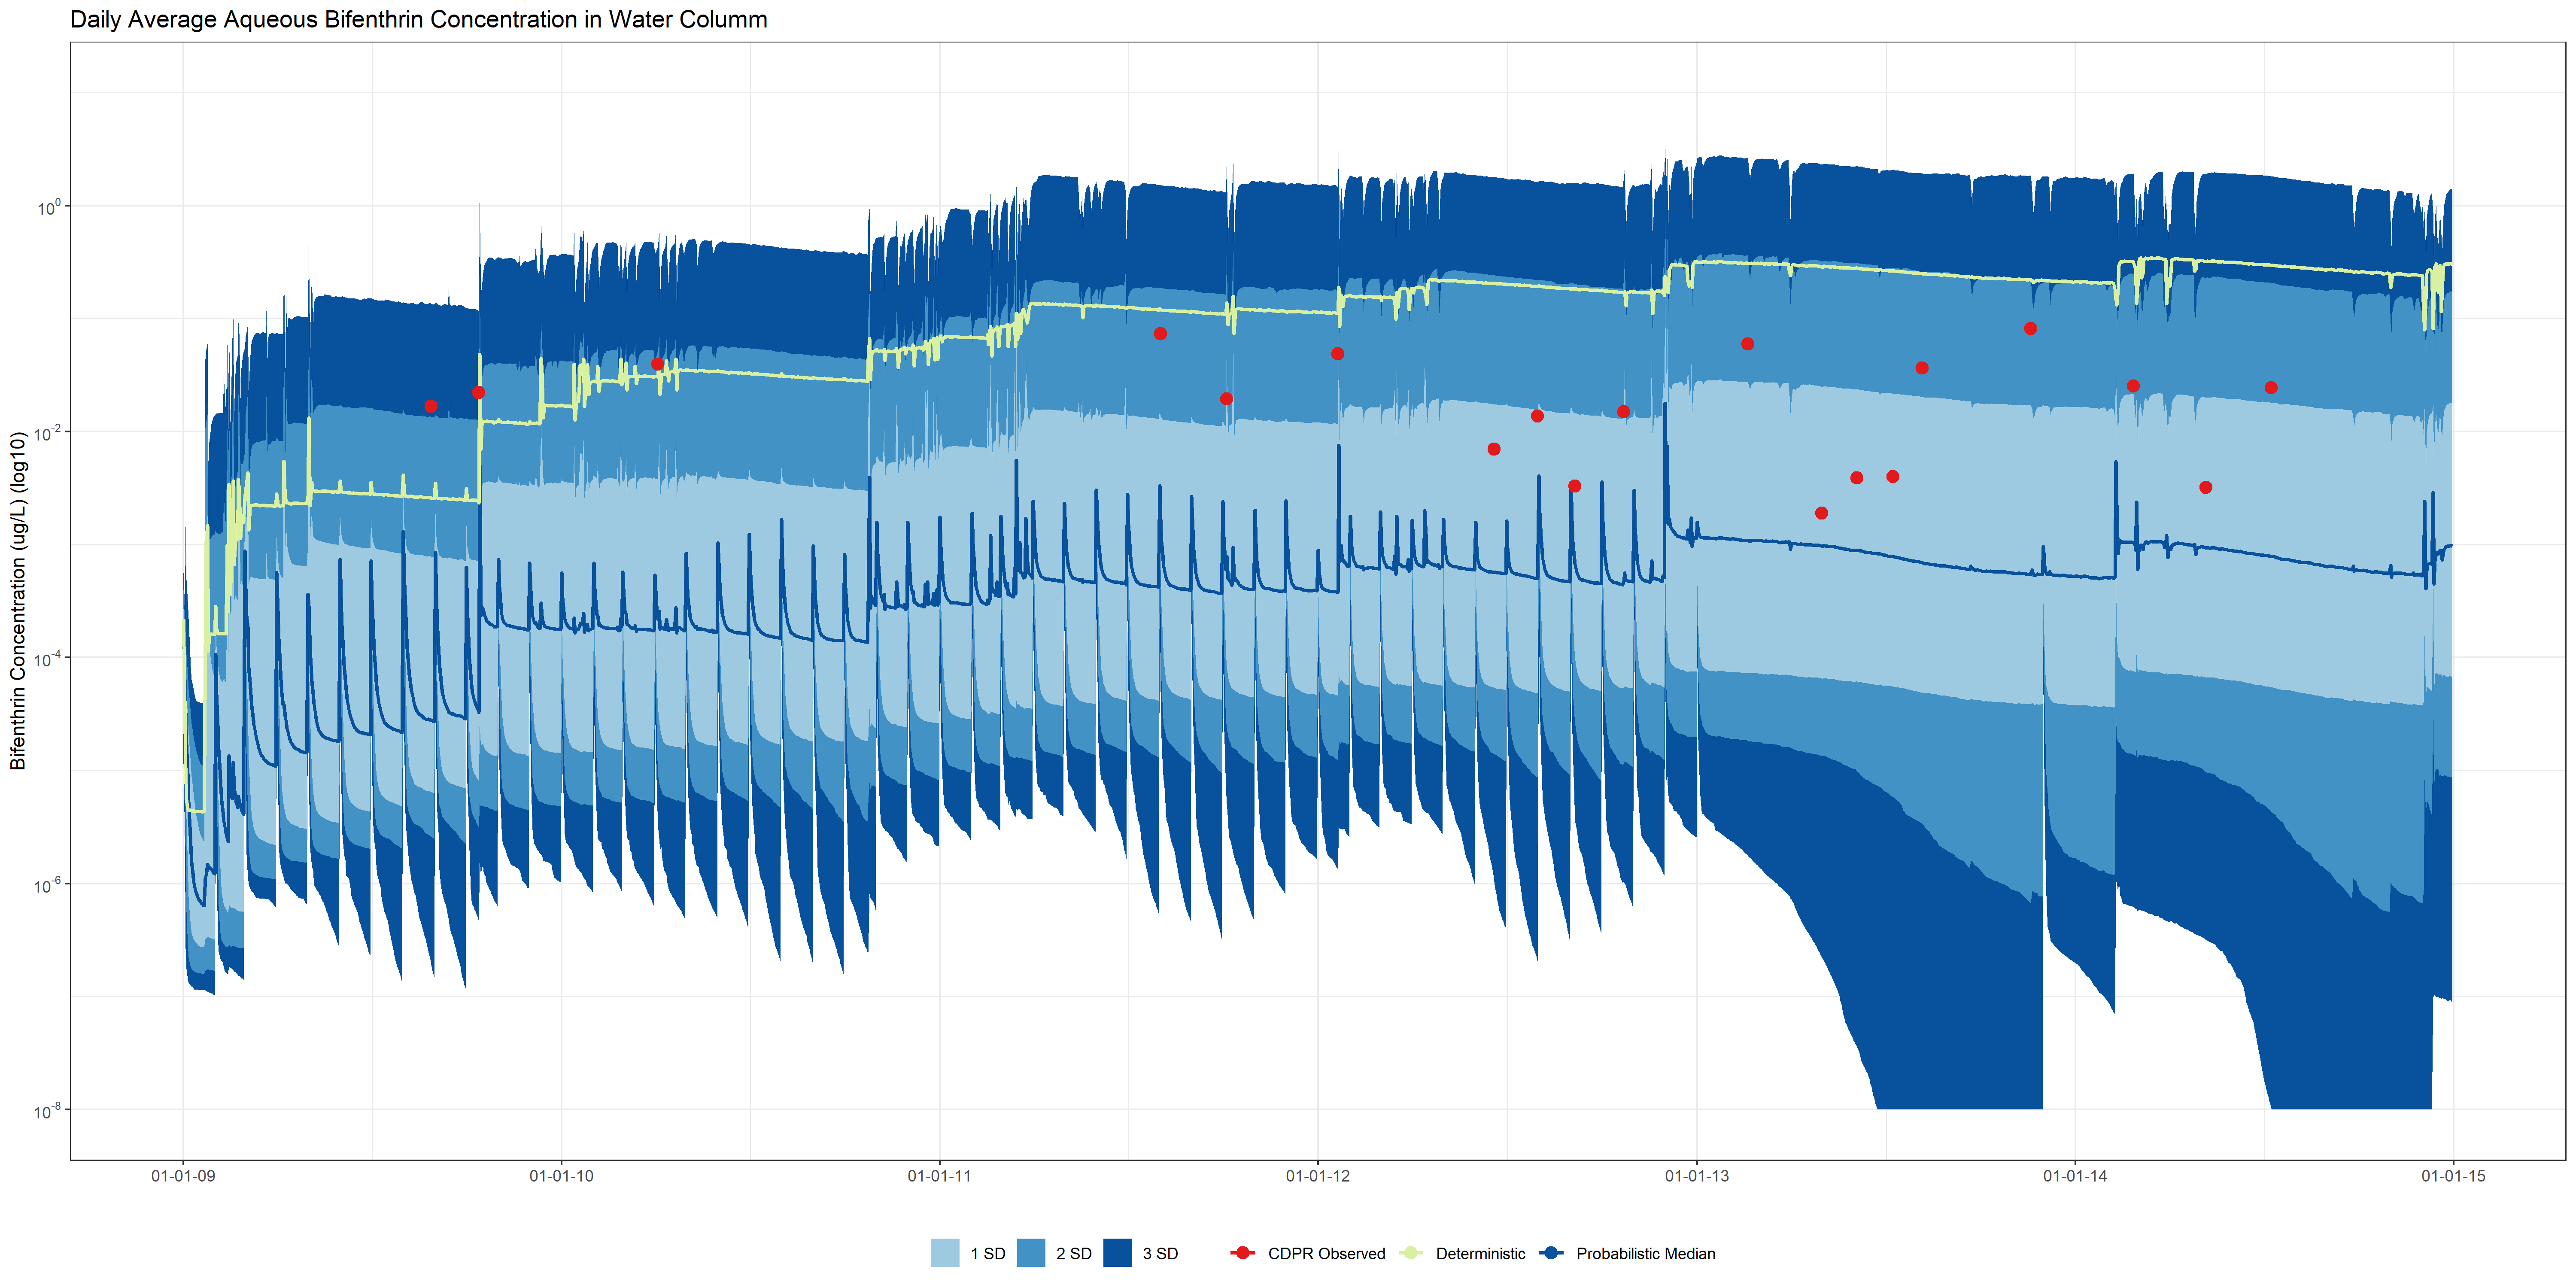 Daily Average Aqueous Bifenthrin Concentration in Water Columm
Bifenthrin Concentration (ug/L) (log10)
10^0
10^-2
10^-4
10^-6
10^-8
01-01-09
01-01-10
01-01-11
01-01-12
01-01-13
01-01-14
01-01-15
1 SD
2 SD
3 SD
CDPR Observed
Deterministic
Probabilistic Median